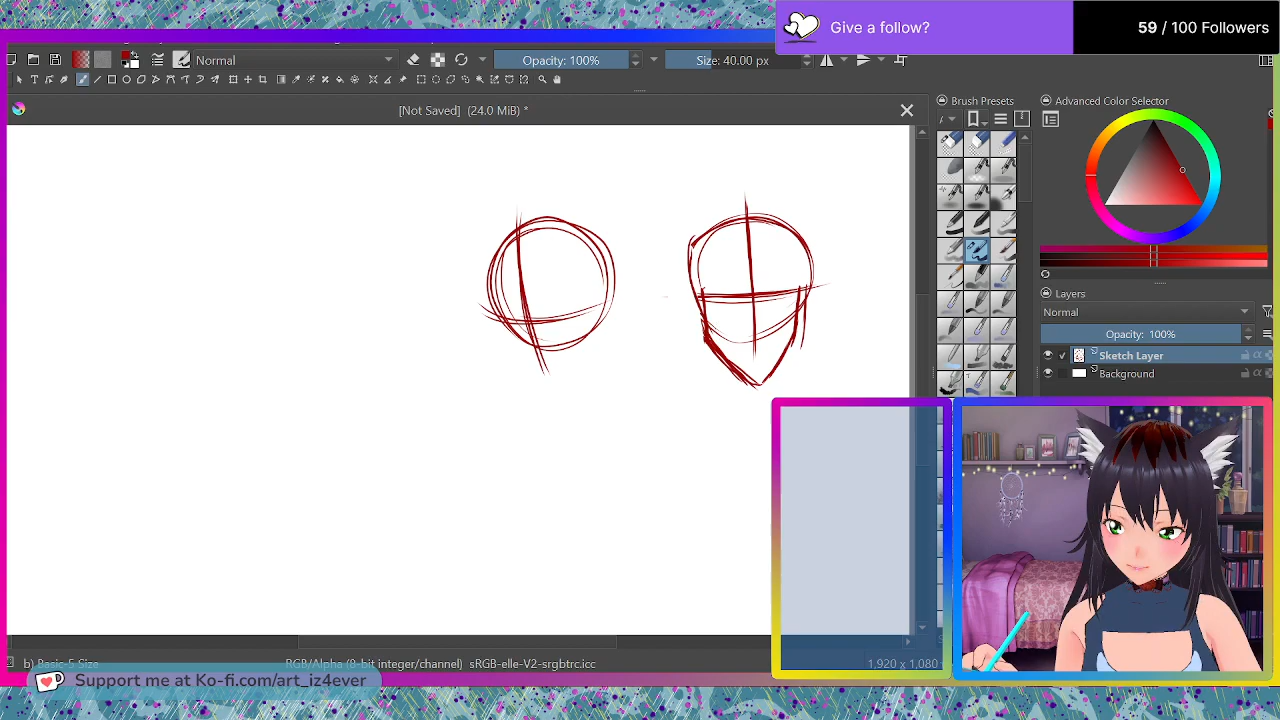 Give a follow?
59 / 100 Followers
Normal
Opacity: 100%
Size: 40.00 px
[Not Saved] (24.0 MiB) *
Brush Presets
Advanced Color Selector
Layers
Normal
Opacity: 100%
Sketch Layer
Background
b) Basic-5 Size
RGB/Alpha (8-bit integer/channel) sRGB-elle-V2-srgbtrc.icc
1,920 x 1,080
Support me at Ko-fi.com/art_iz4ever